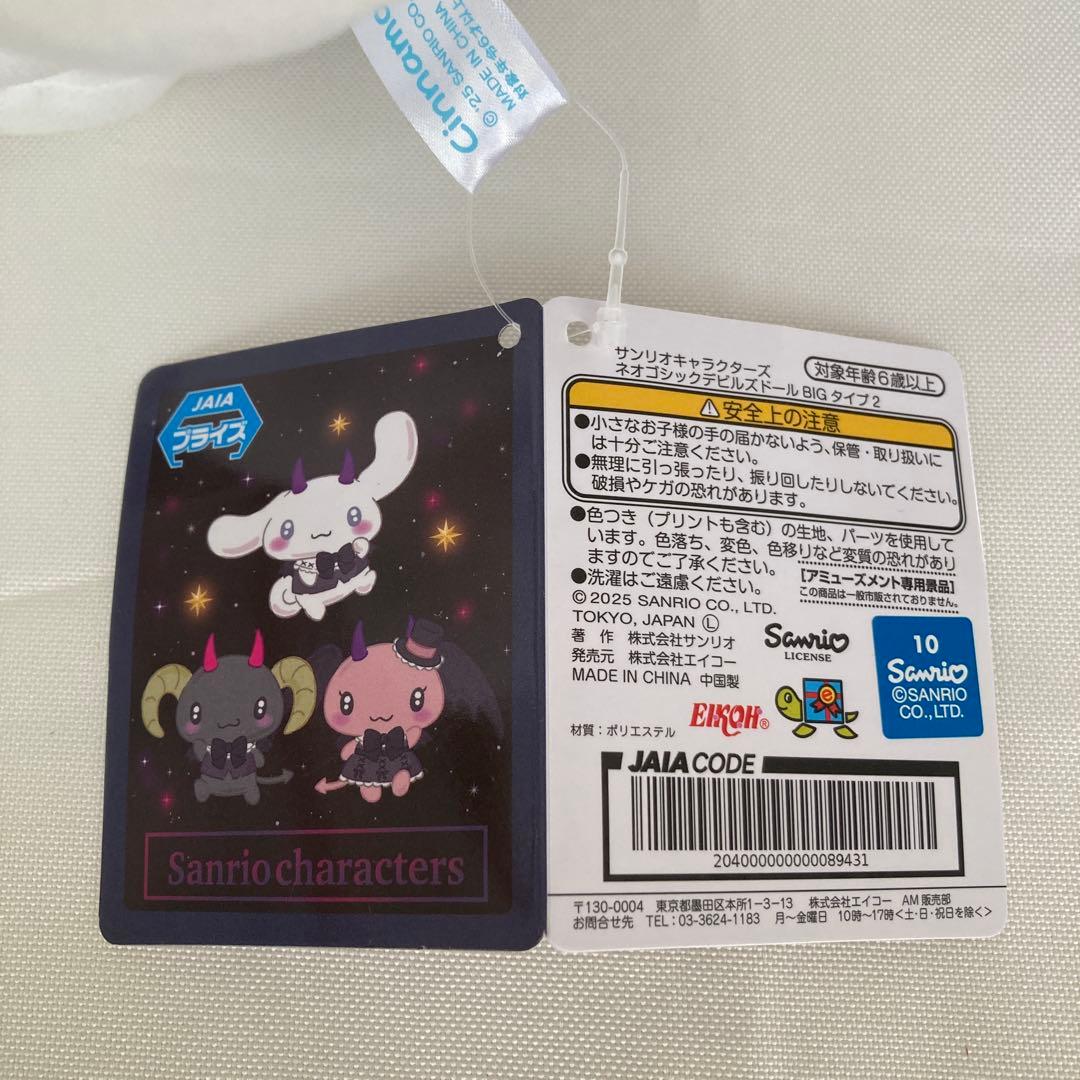 Cinnamo
© '25 SANRIO CO.
MADE IN CHINA
対象年令6才以上
JAIA
プライズ
Sanrio characters
サンリオキャラクターズ
ネオゴシックデビルズドール BIG タイプ2
対象年齢6歳以上
安全上の注意
●小さなお子様の手の届かないよう、保管・取り扱いに
は十分ご注意ください。
●無理に引っ張ったり、振り回したりしないでください。
破損やケガの恐れがあります。
●色つき（プリントも含む）の生地、パーツを使用して
います。色落ち、変色、色移りなど変質の恐れがあり
ますのでご了承ください。
●洗濯はご遠慮ください。
【アミューズメント専用景品】
この商品は一般市販されておりません。
© 2025 SANRIO CO., LTD.
TOKYO, JAPAN Ⓛ
著 作 株式会社サンリオ
発売元 株式会社エイコー
MADE IN CHINA 中国製
Sanrio
LICENSE
10
Sanrio
©SANRIO
CO., LTD.
材質：ポリエステル
EIKOH®
JAIA CODE
2040000000089431
〒130-0004 東京都墨田区本所1-3-13 株式会社エイコー AM販売部
お問合せ先 TEL：03-3624-1183 月～金曜日 10時～17時<土・日・祝日を除く>